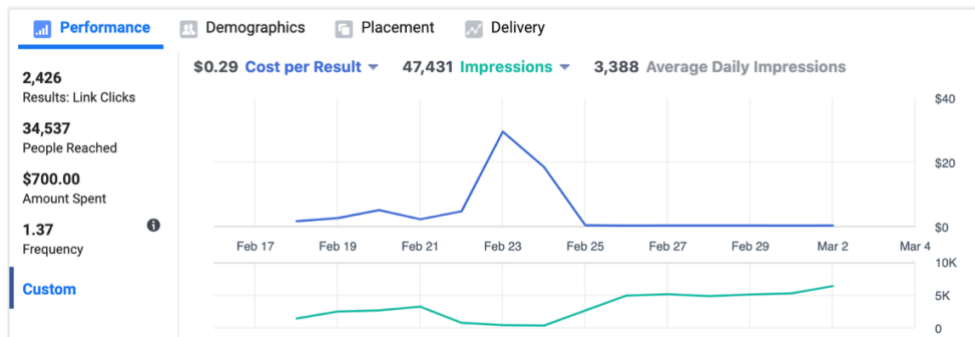 Performance
Demographics
Placement
Delivery
2,426
Results: Link Clicks
34,537
People Reached
$700.00
Amount Spent
1.37
Frequency
Custom
$0.29 Cost per Result
47,431 Impressions
3,388 Average Daily Impressions
$40
$20
$0
Feb 17 Feb 19 Feb 21 Feb 23 Feb 25 Feb 27 Feb 29 Mar 2 Mar 4
10K
5K
0